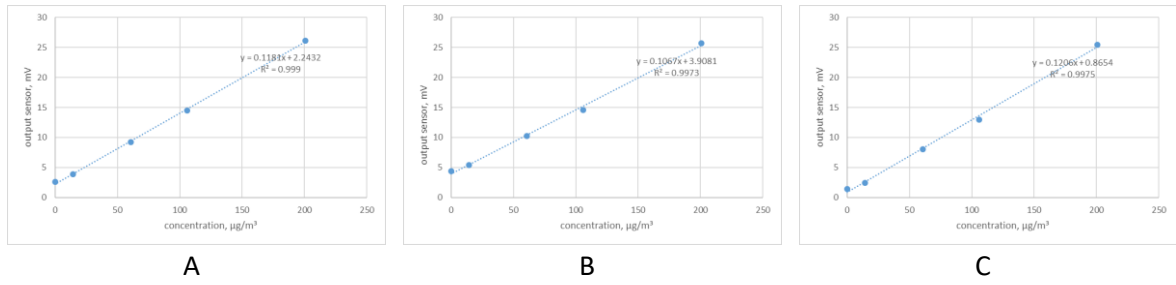 30
25
20
15
10
5
0
output sensor, mV
y = 0.1181x + 2.2432
R² = 0.999
0 50 100 150 200 250
concentration, µg/m³
A
30
25
20
15
10
5
0
output sensor, mV
y = 0.1067x + 3.9081
R² = 0.9973
0 50 100 150 200 250
concentration, µg/m³
B
30
25
20
15
10
5
0
output sensor, mV
y = 0.1206x + 0.8654
R² = 0.9975
0 50 100 150 200 250
concentration, µg/m³
C